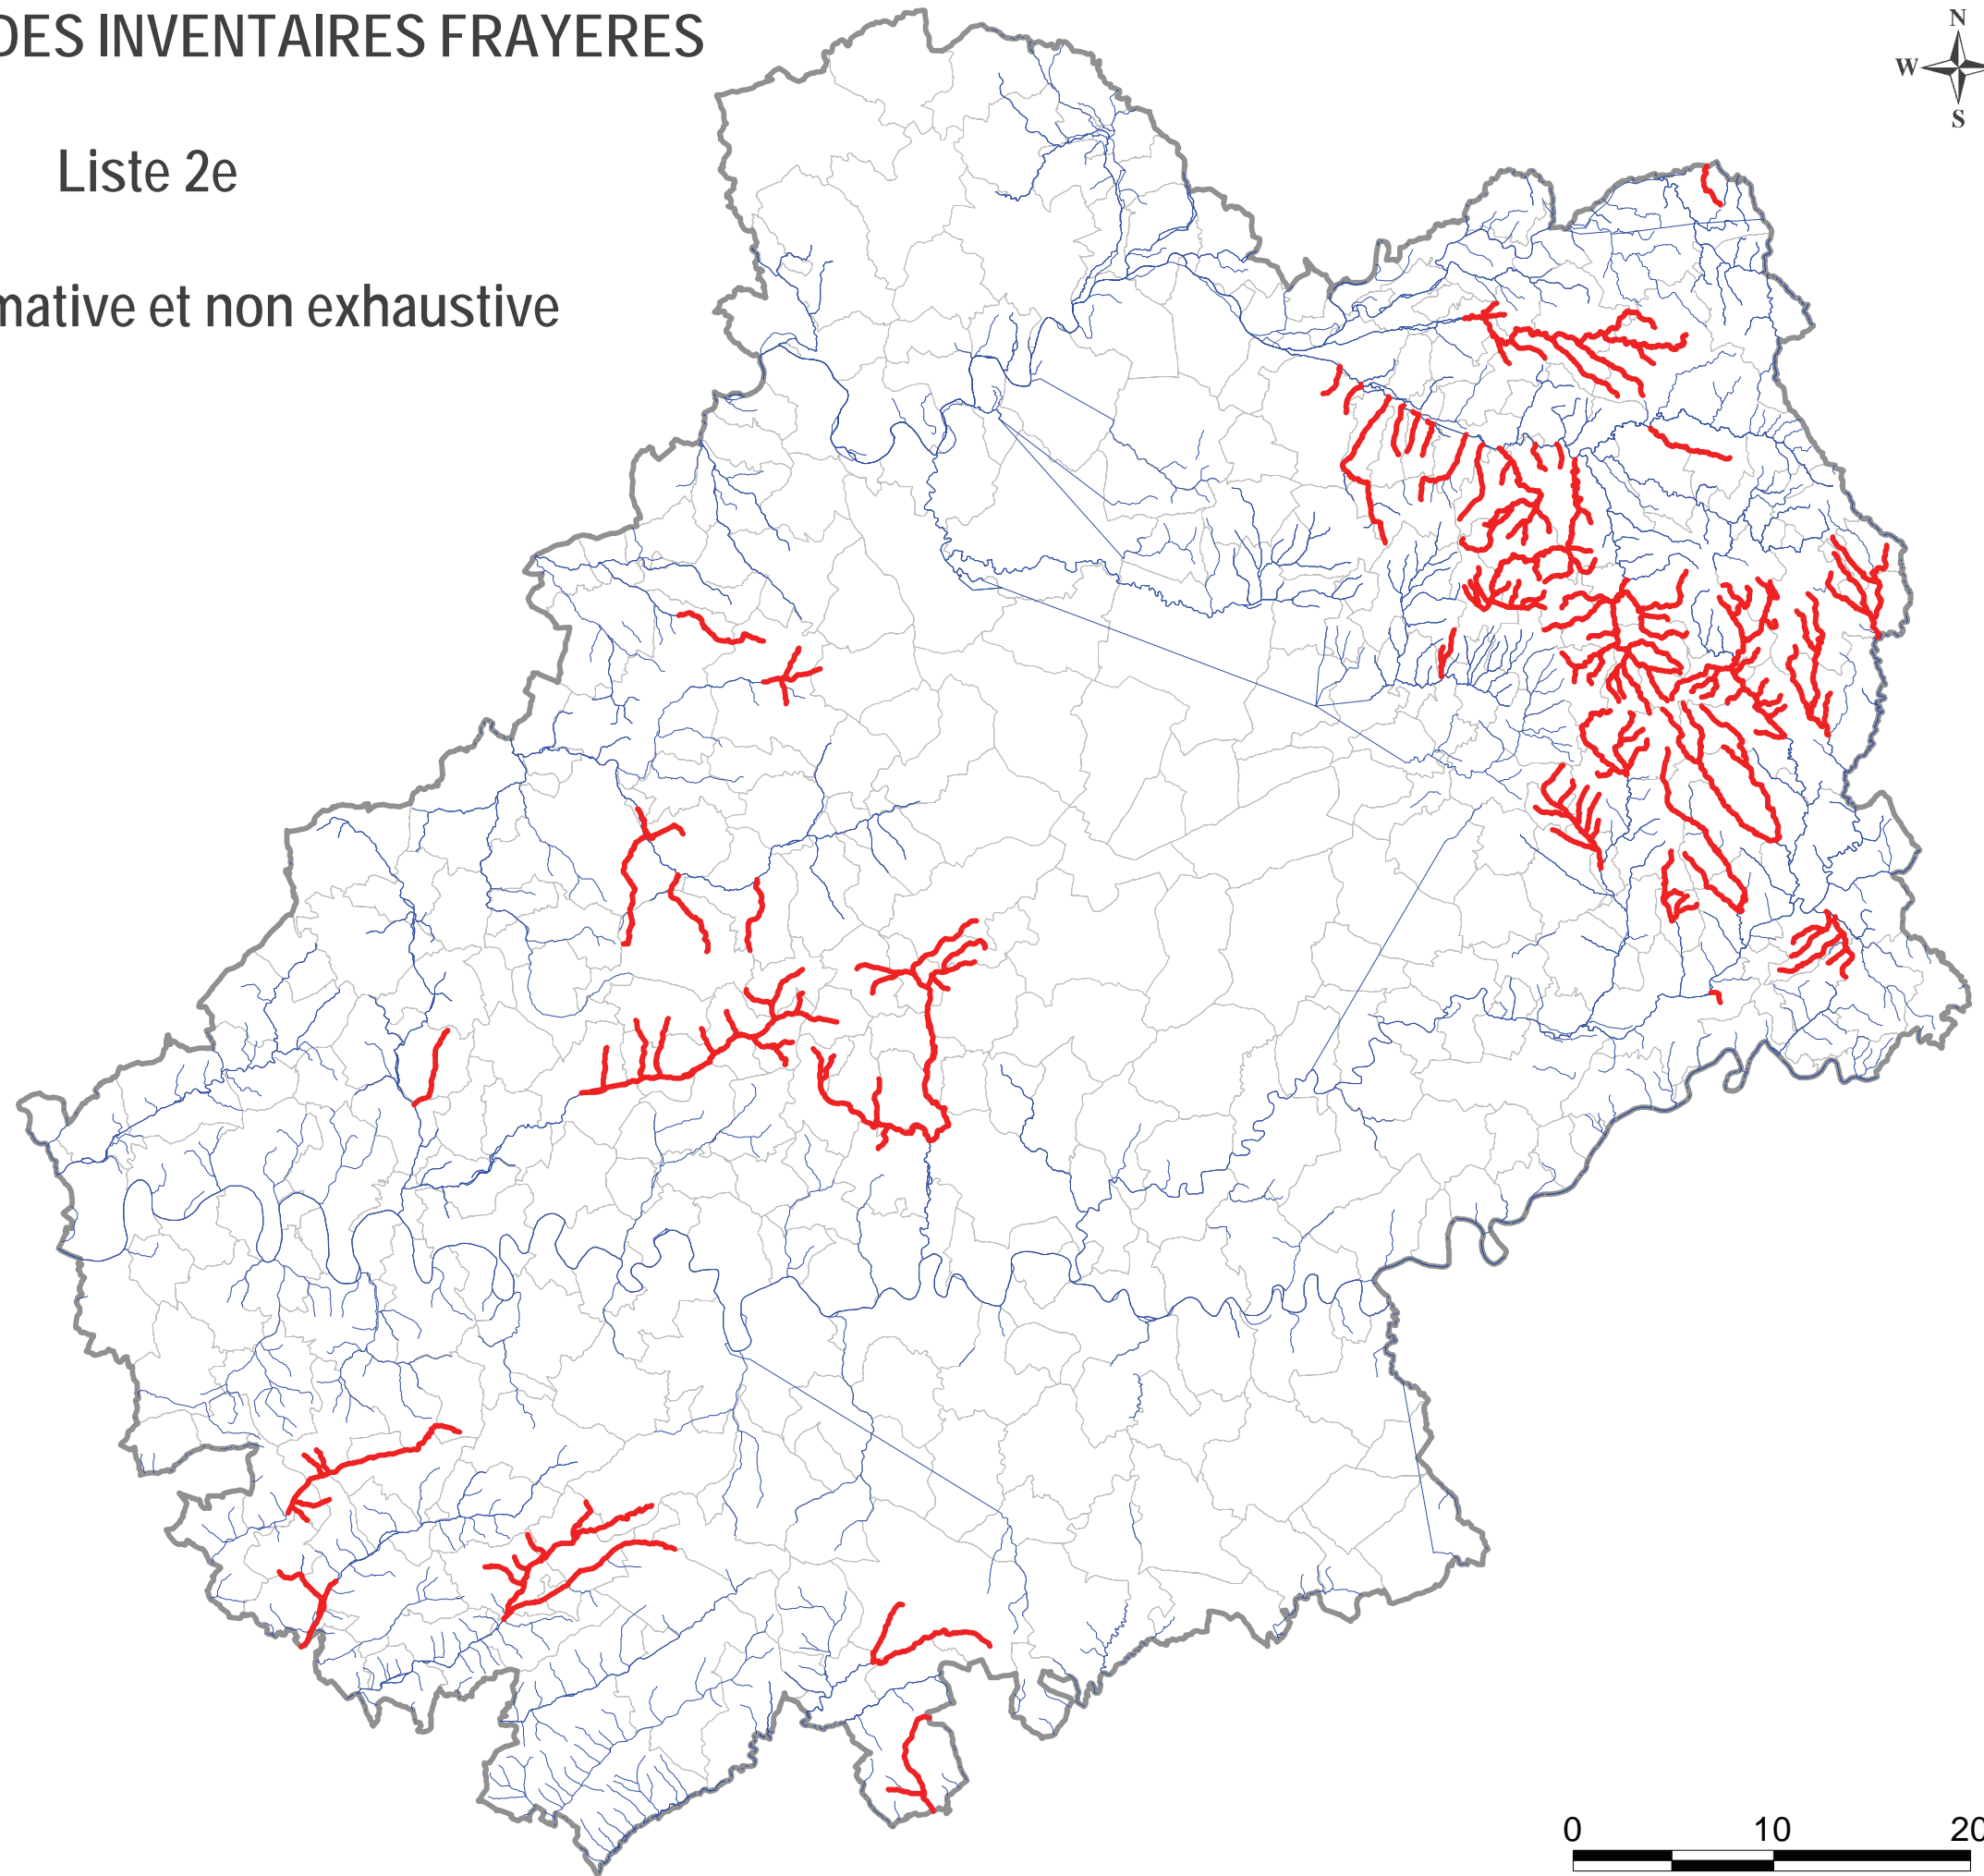 DES INVENTAIRES FRAYERES
Liste 2e
mative et non exhaustive
N
W
S
0 10 20